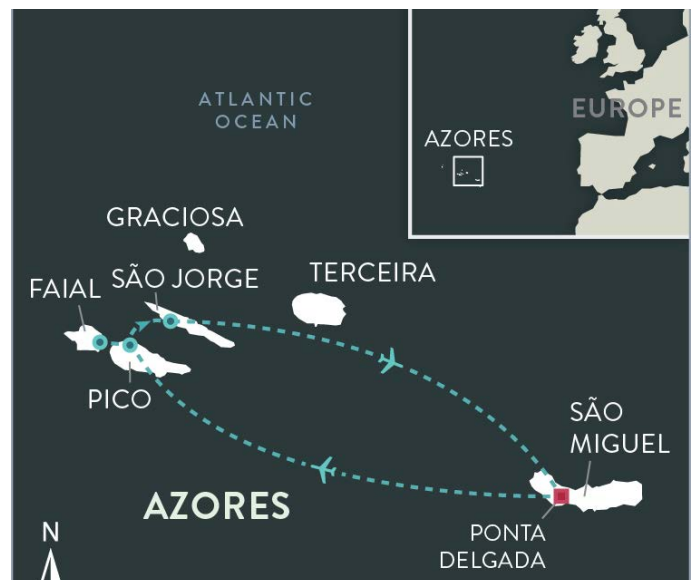 ATLANTIC
OCEAN
EUROPE
AZORES
GRACIOSA
SÃO JORGE
TERCEIRA
FAIAL
PICO
SÃO
MIGUEL
AZORES
PONTA
DELGADA
N